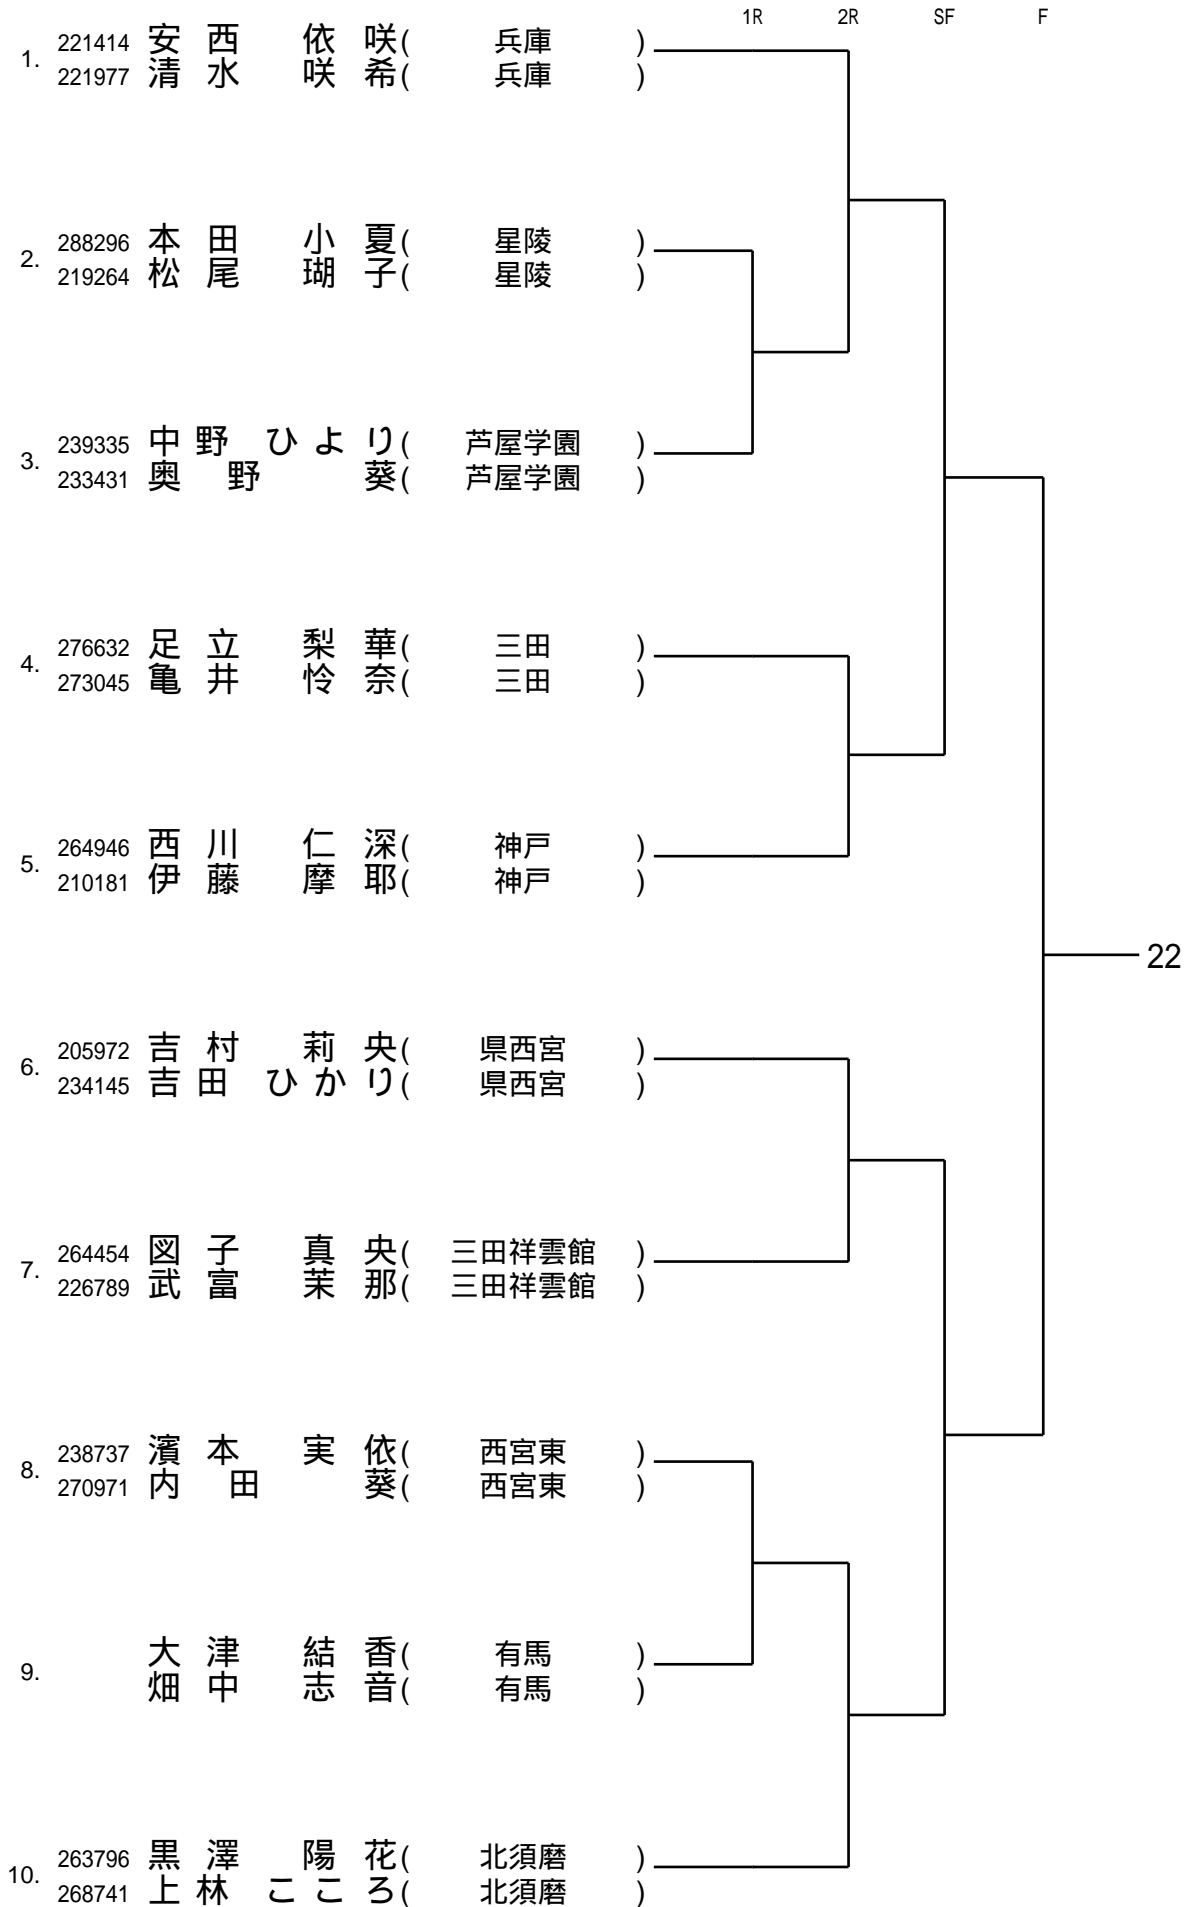 1R 2R SF F
1. 221414 安西 依咲( 兵庫 )
221977 清水 咲希( 兵庫 )
2. 288296 本田 小夏( 星陵 )
219264 松尾 瑚子( 星陵 )
3. 239335 中野 ひより( 芦屋学園 )
233431 奥野 葵( 芦屋学園 )
4. 276632 足立 梨華( 三田 )
273045 亀井 怜奈( 三田 )
5. 264946 西川 仁深( 神戸 )
210181 伊藤 摩耶( 神戸 )
22
6. 205972 吉村 莉央( 県西宮 )
234145 吉田 ひかり( 県西宮 )
7. 264454 図子 真央( 三田祥雲館 )
226789 武富 茉那( 三田祥雲館 )
8. 238737 濱本 実依( 西宮東 )
270971 内田 葵( 西宮東 )
9. 大津 結香( 有馬 )
畑中 志音( 有馬 )
10. 263796 黒澤 陽花( 北須磨 )
268741 上林 こころ( 北須磨 )